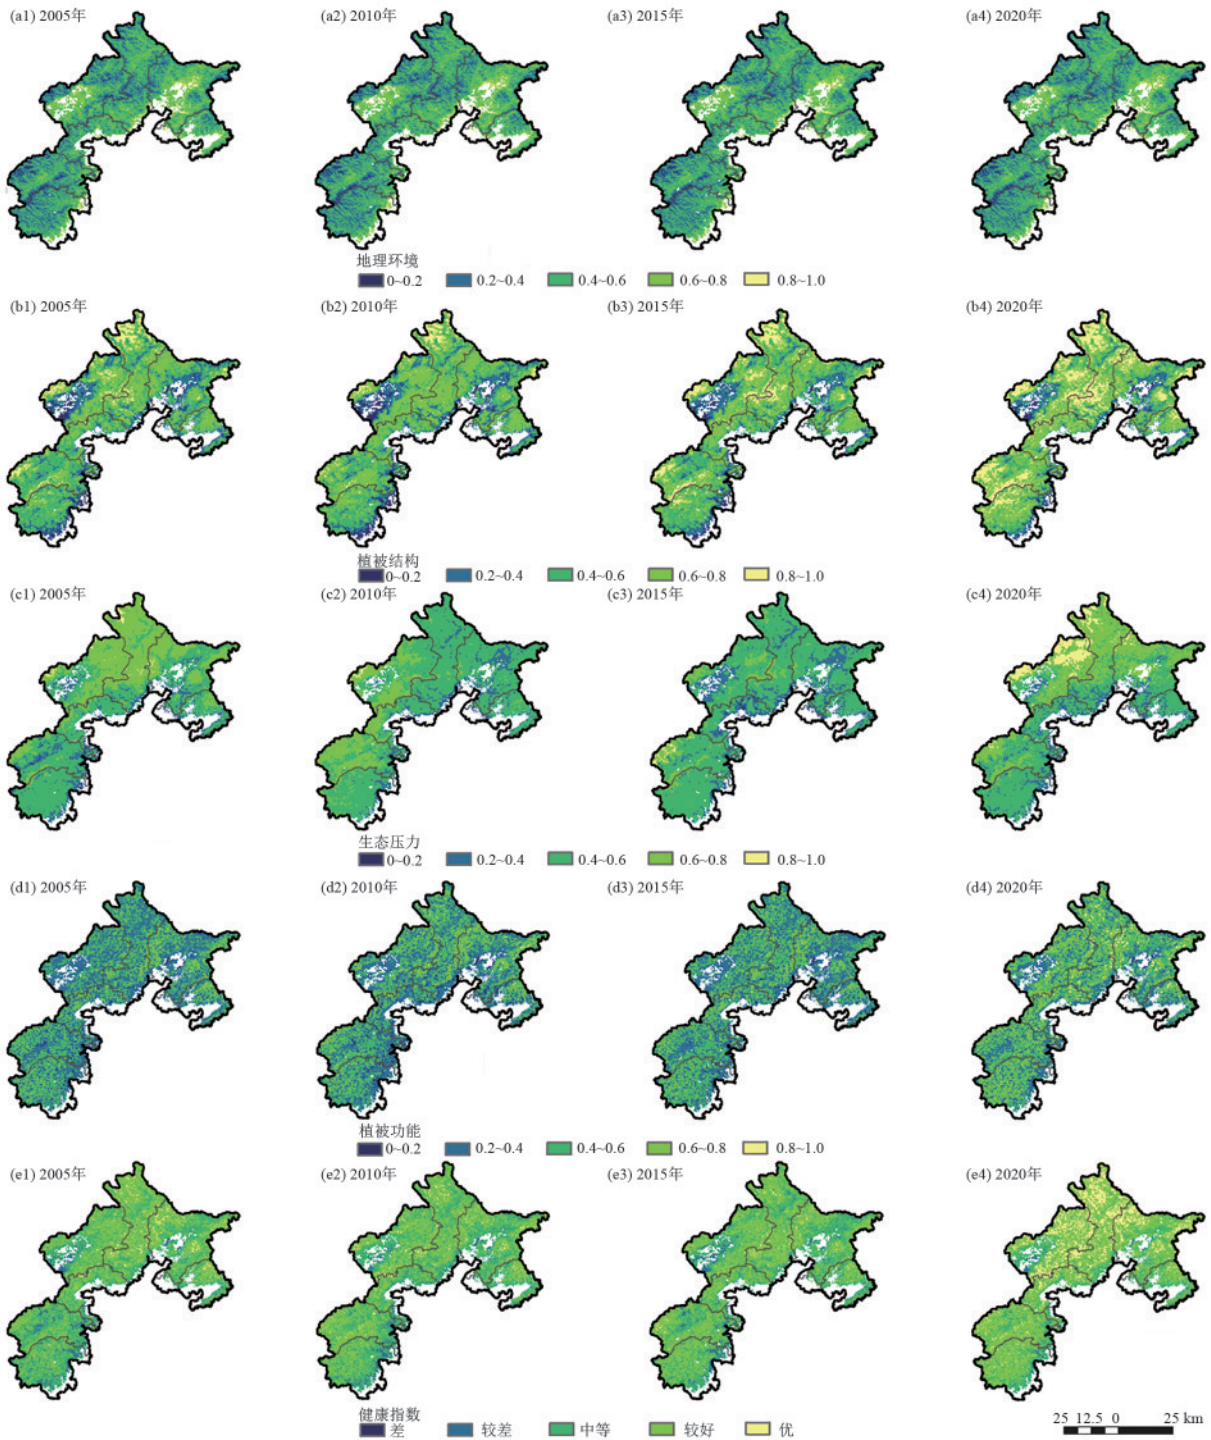 (a1) 2005年 (a2) 2010年 (a3) 2015年 (a4) 2020年
地理环境
0~0.2 0.2~0.4 0.4~0.6 0.6~0.8 0.8~1.0
(b1) 2005年 (b2) 2010年 (b3) 2015年 (b4) 2020年
植被结构
0~0.2 0.2~0.4 0.4~0.6 0.6~0.8 0.8~1.0
(c1) 2005年 (c2) 2010年 (c3) 2015年 (c4) 2020年
生态压力
0~0.2 0.2~0.4 0.4~0.6 0.6~0.8 0.8~1.0
(d1) 2005年 (d2) 2010年 (d3) 2015年 (d4) 2020年
植被功能
0~0.2 0.2~0.4 0.4~0.6 0.6~0.8 0.8~1.0
(e1) 2005年 (e2) 2010年 (e3) 2015年 (e4) 2020年
健康指数
差 较差 中等 较好 优
25 12.5 0 25 km